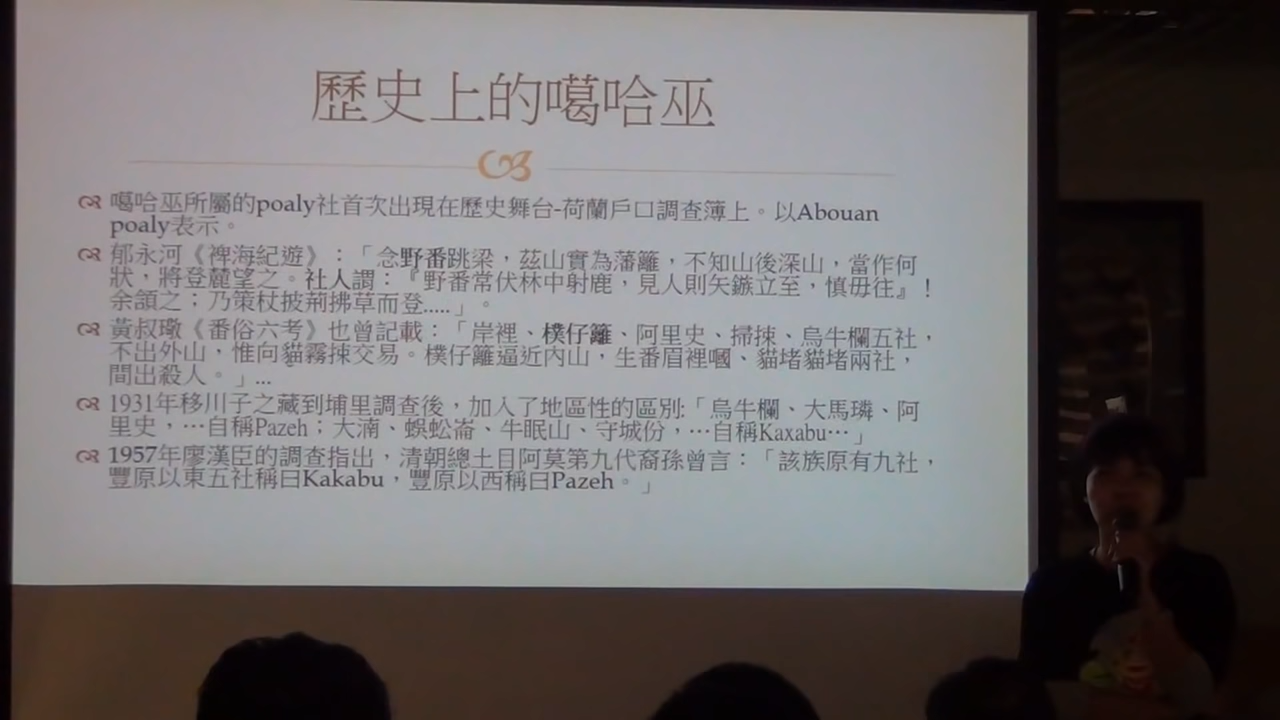 歷史上的噶哈巫
噶哈巫所屬的poaly社首次出現在歷史舞台-荷蘭戶口調查簿上。以Abouan
poaly表示。
郁永河《裨海紀遊》:「念野番跳梁,茲山實為藩籬,不知山後深山,當作何
狀,將登麓望之。社人謂:『野番常伏林中射鹿,見人則矢鏃立至,慎毋往』!
余頷之;乃策杖披荊拂草而登.....」。
黃叔璥《番俗六考》也曾記載:「岸裡、樸仔籬、阿里史、掃捒、烏牛欄五社,
不出外山,惟向貓霧捒交易。樸仔籬逼近內山,生番眉裡嘓、貓堵貓堵兩社,
間出殺人。」...
1931年移川子之藏到埔里調查後,加入了地區性的區別:「烏牛欄、大馬璘、阿
里史,…自稱Pazeh;大湳、蜈蚣崙、牛眠山、守城份,…自稱Kaxabu…」
1957年廖漢臣的調查指出,清朝總土目阿莫第九代裔孫曾言:「該族原有九社,
豐原以東五社稱曰Kakabu,豐原以西稱曰Pazeh。」